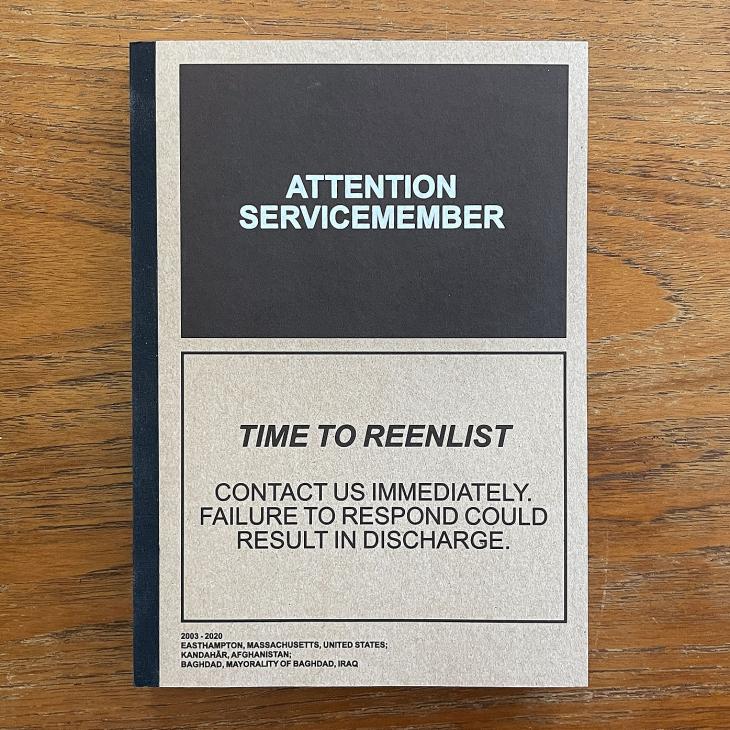 ATTENTION
SERVICEMEMBER
TIME TO REENLIST
CONTACT US IMMEDIATELY.
FAILURE TO RESPOND COULD
RESULT IN DISCHARGE.
2003 - 2020
EASTHAMPTON, MASSACHUSETTS, UNITED STATES;
KANDAHĀR, AFGHANISTAN;
BAGHDAD, MAYORALITY OF BAGHDAD, IRAQ